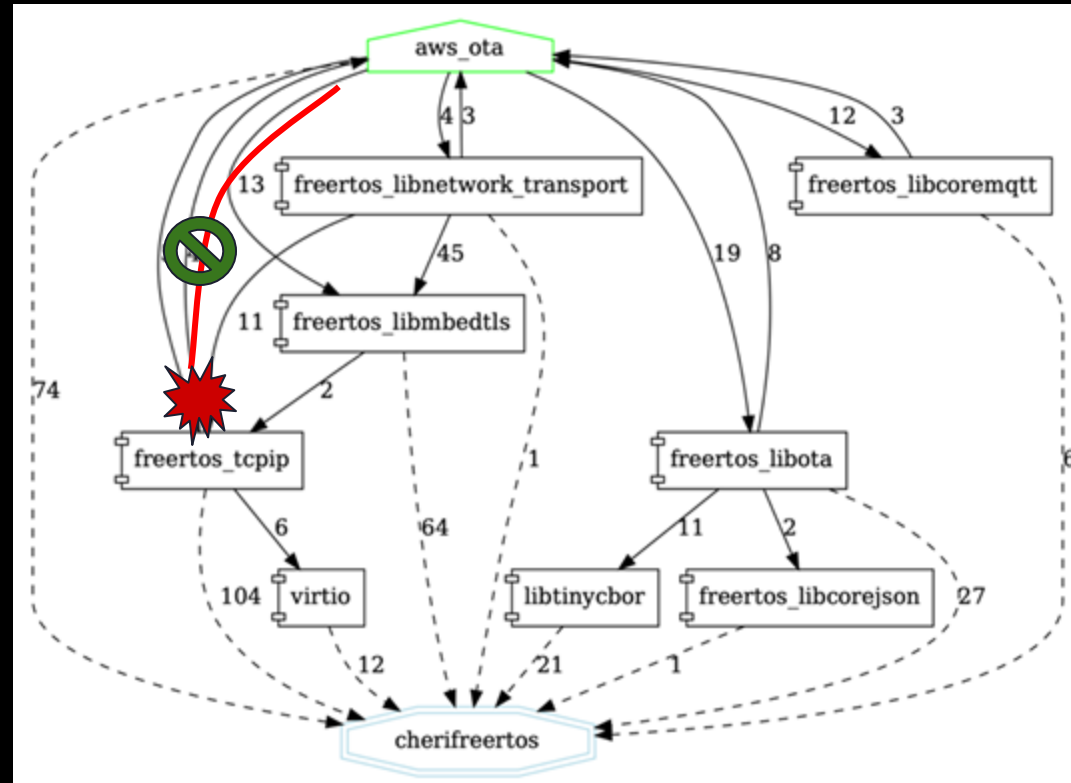 aws_ota
4
3
12
3
13
freertos_libnetwork_transport
freertos_libcoremqtt
45
19
8
11
freertos_libmbedtls
74
2
freertos_tcpip
1
freertos_libota
6
64
11
2
104
virtio
libtinycbor
freertos_libcorejson
27
12
21
1
cherifreertos